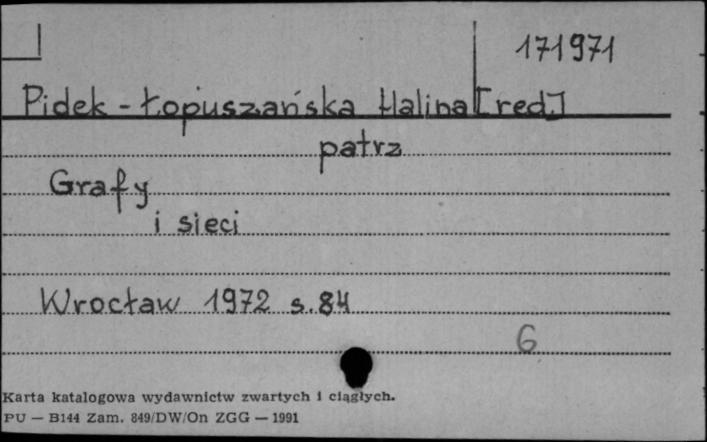 171971
Pidek-Łopuszańska Halina [red.]
patrz
Grafy
i sieci
Wrocław 1972 s. 84
6
Karta katalogowa wydawnictw zwartych i ciągłych.
PU — B144 Zam. 849/DW/On ZGG — 1991